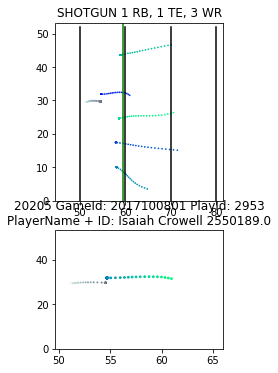 SHOTGUN 1 RB, 1 TE, 3 WR
50
40
30
20
10
0
50 60 70 80
20205 GameId: 2017100801 PlayId: 2953
PlayerName + ID: Isaiah Crowell 2550189.0
40
20
0
50 55 60 65